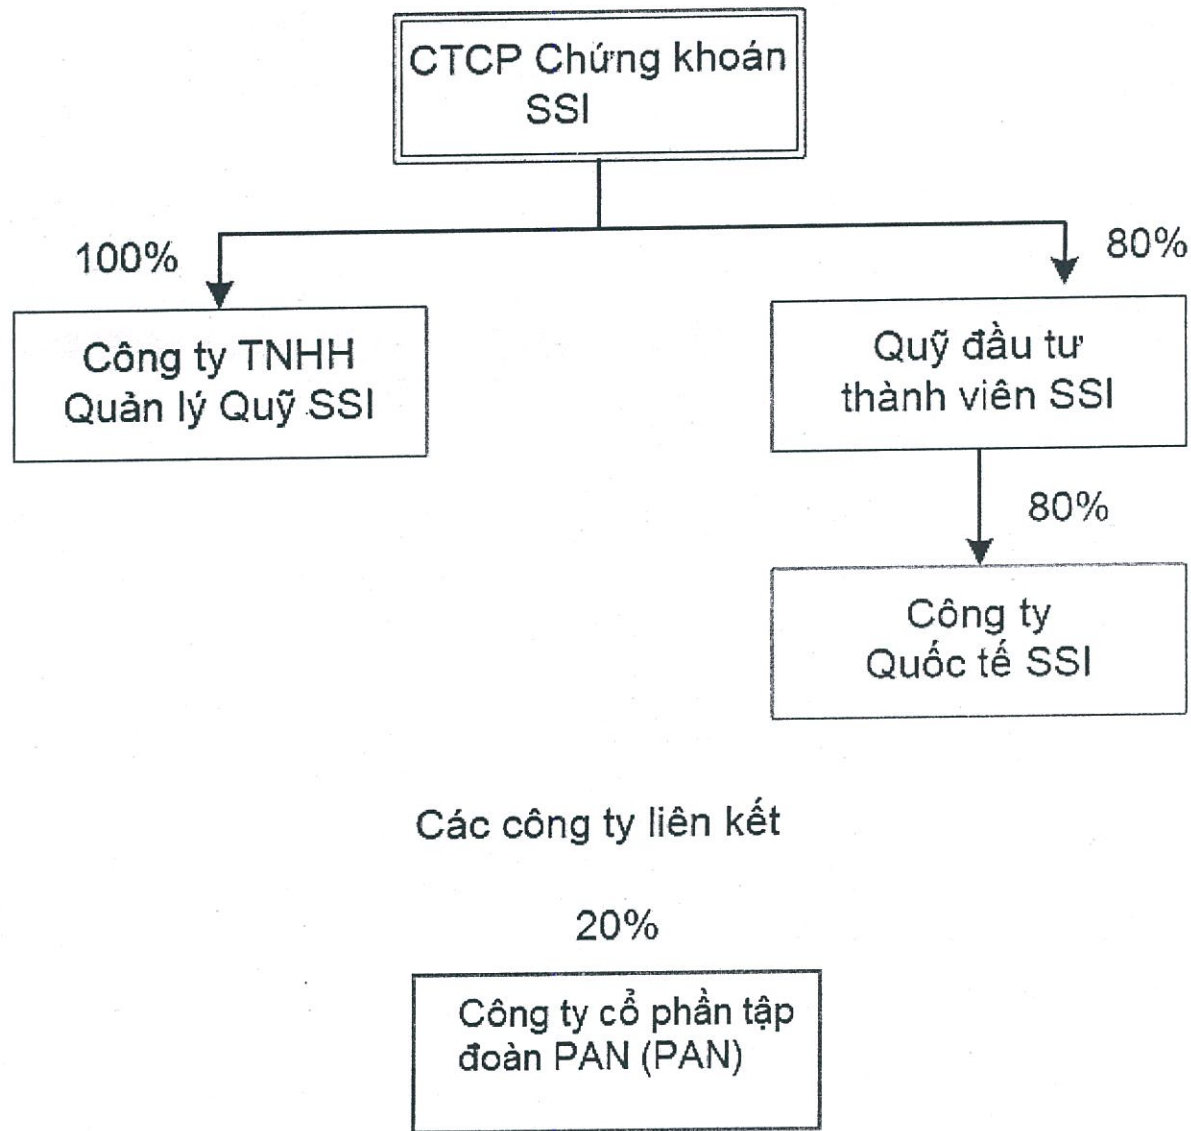 CTCP Chứng khoán
SSI
100%
80%
Công ty TNHH
Quản lý Quỹ SSI
Quỹ đầu tư
thành viên SSI
80%
Công ty
Quốc tế SSI
Các công ty liên kết
20%
Công ty cổ phần tập
đoàn PAN (PAN)